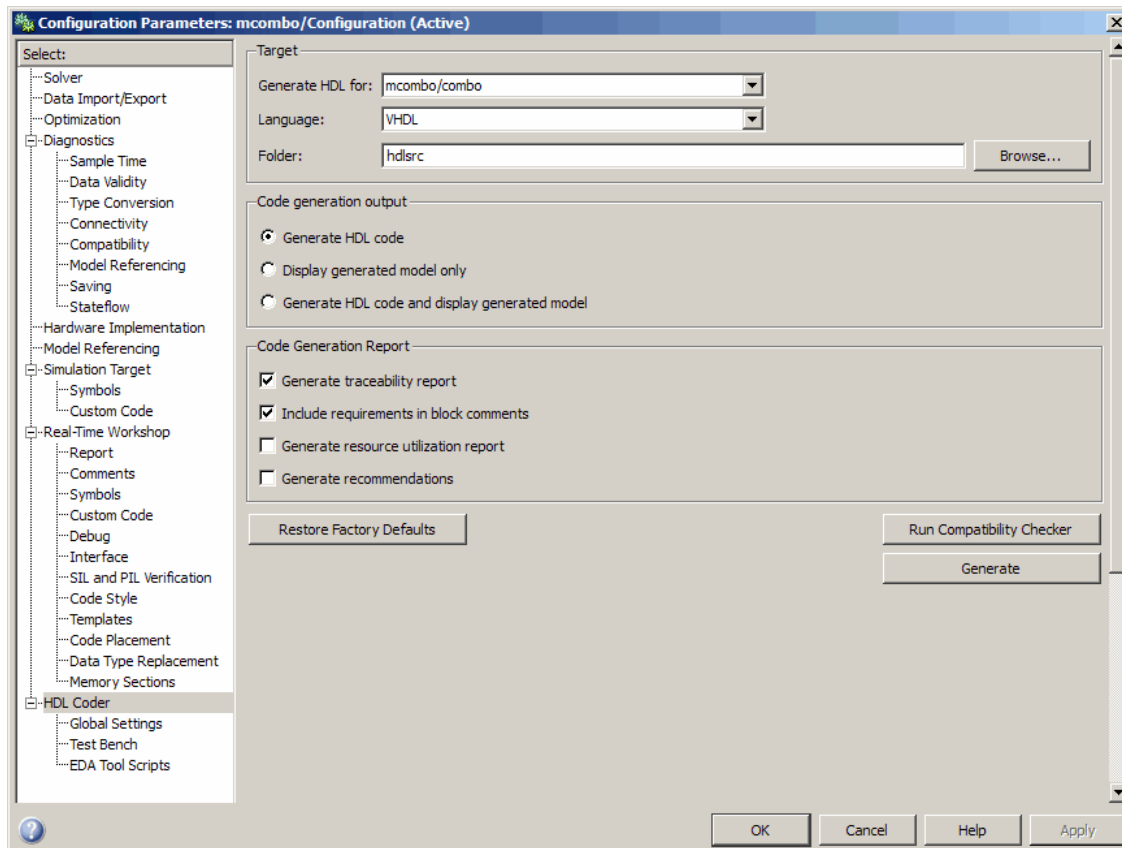 Configuration Parameters: mcombo/Configuration (Active)
Select:
Solver
Data Import/Export
Optimization
Diagnostics
Sample Time
Data Validity
Type Conversion
Connectivity
Compatibility
Model Referencing
Saving
Stateflow
Hardware Implementation
Model Referencing
Simulation Target
Symbols
Custom Code
Real-Time Workshop
Report
Comments
Symbols
Custom Code
Debug
Interface
SIL and PIL Verification
Code Style
Templates
Code Placement
Data Type Replacement
Memory Sections
HDL Coder
Global Settings
Test Bench
EDA Tool Scripts
Target
Generate HDL for: mcombo/combo
Language: VHDL
Folder: hdlsrc Browse...
Code generation output
Generate HDL code
Display generated model only
Generate HDL code and display generated model
Code Generation Report
Generate traceability report
Include requirements in block comments
Generate resource utilization report
Generate recommendations
Restore Factory Defaults Run Compatibility Checker
Generate
OK Cancel Help Apply